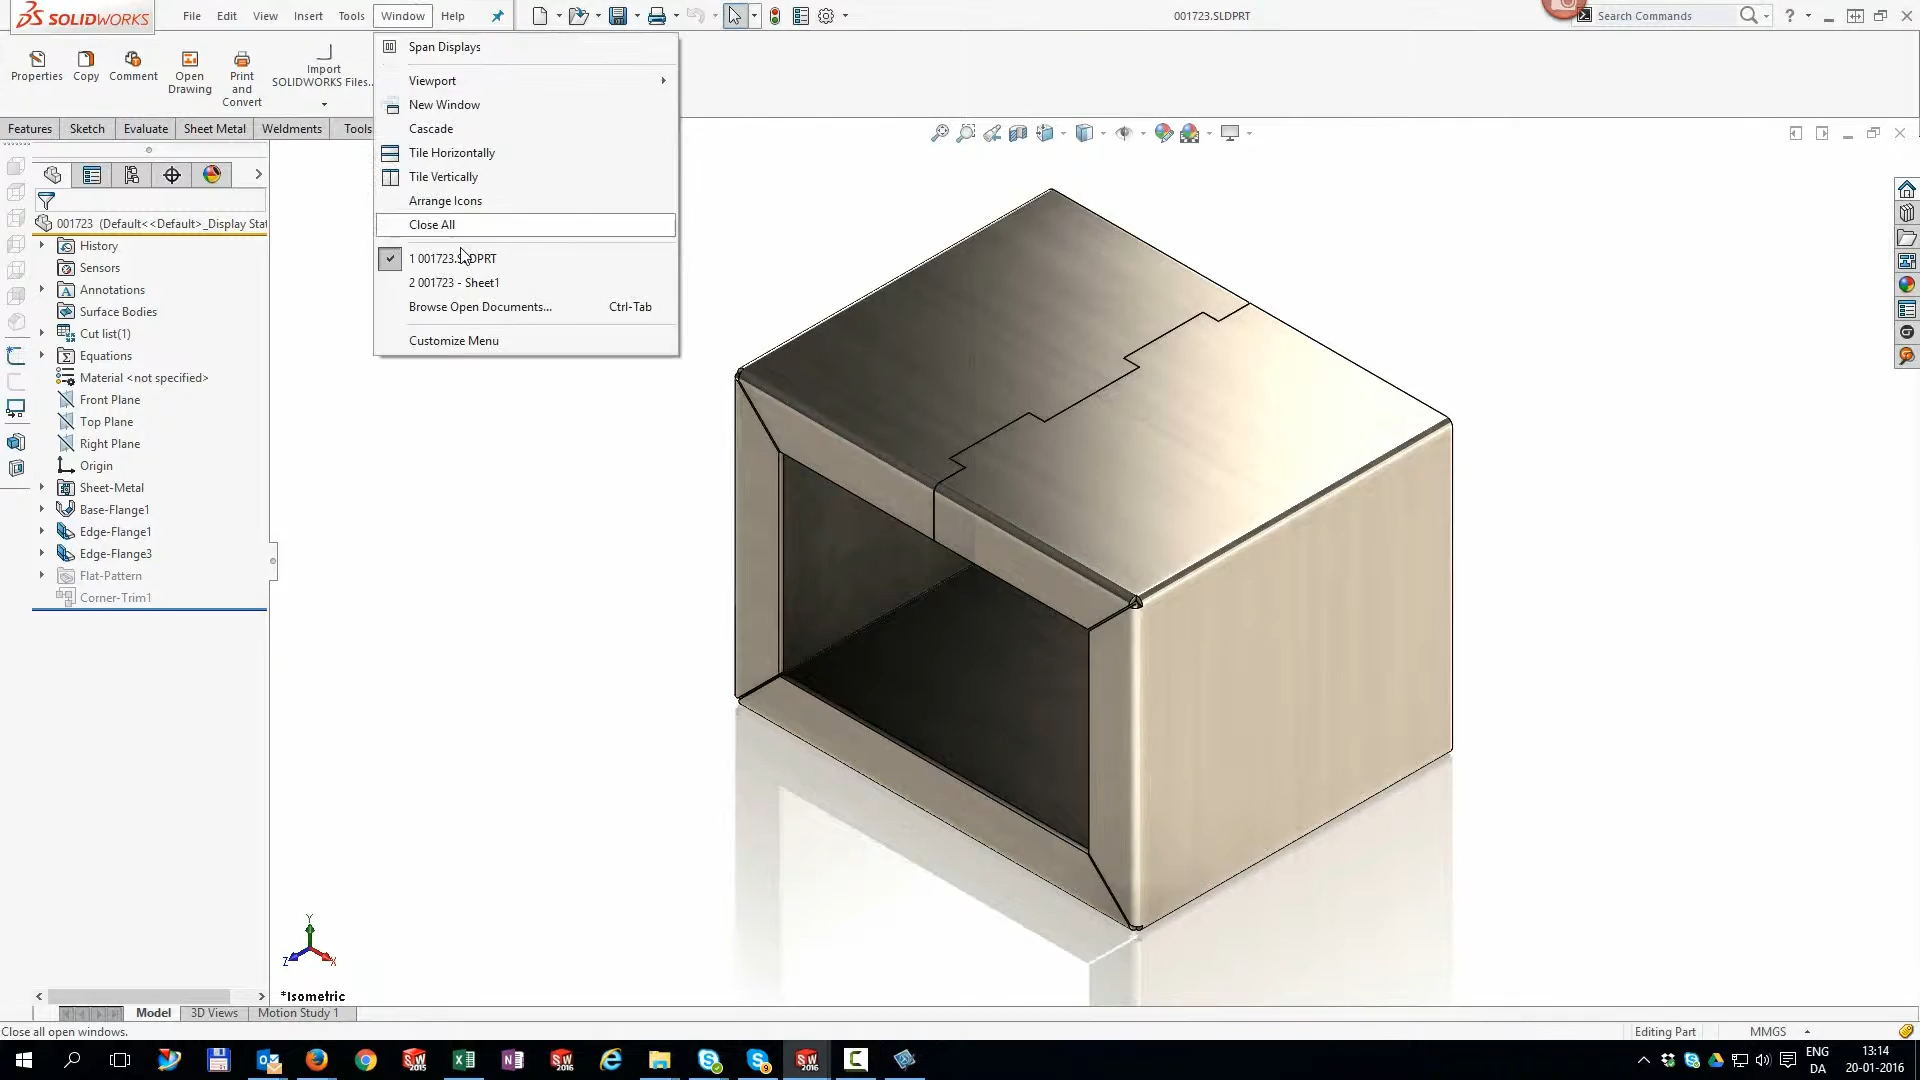 SOLIDWORKS
File Edit View Insert Tools Window Help
001723.SLDPRT
Search Commands
Properties
Copy
Comment
Open
Drawing
Print
and
Convert
Import
SOLIDWORKS Files...
Features Sketch Evaluate Sheet Metal Weldments Tools
Span Displays
Viewport
New Window
Cascade
Tile Horizontally
Tile Vertically
Arrange Icons
Close All
1 001723.SLDPRT
2 001723 - Sheet1
Browse Open Documents... Ctrl-Tab
Customize Menu
001723 (Default<<Default>_Display Stat
History
Sensors
Annotations
Surface Bodies
Cut list(1)
Equations
Material <not specified>
Front Plane
Top Plane
Right Plane
Origin
Sheet-Metal
Base-Flange1
Edge-Flange1
Edge-Flange3
Flat-Pattern
Corner-Trim1
Y
Z
X
*Isometric
Model 3D Views Motion Study 1
Close all open windows.
Editing Part MMGS
ENG
DA
13:14
20-01-2016